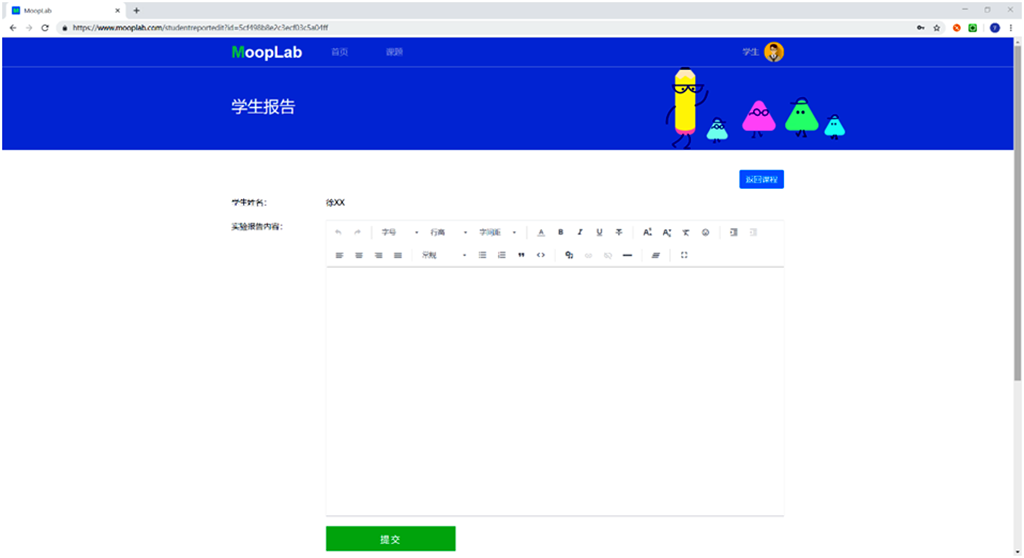 MoopLab
https://www.mooplab.com/studentreportedit?id=5cf498b8e2c3ecf03c5a04ff
MoopLab 首页 课题 学生
学生报告
返回课程
学生姓名: 徐XX
实验报告内容:
字号 行高 字间距
常规
提交